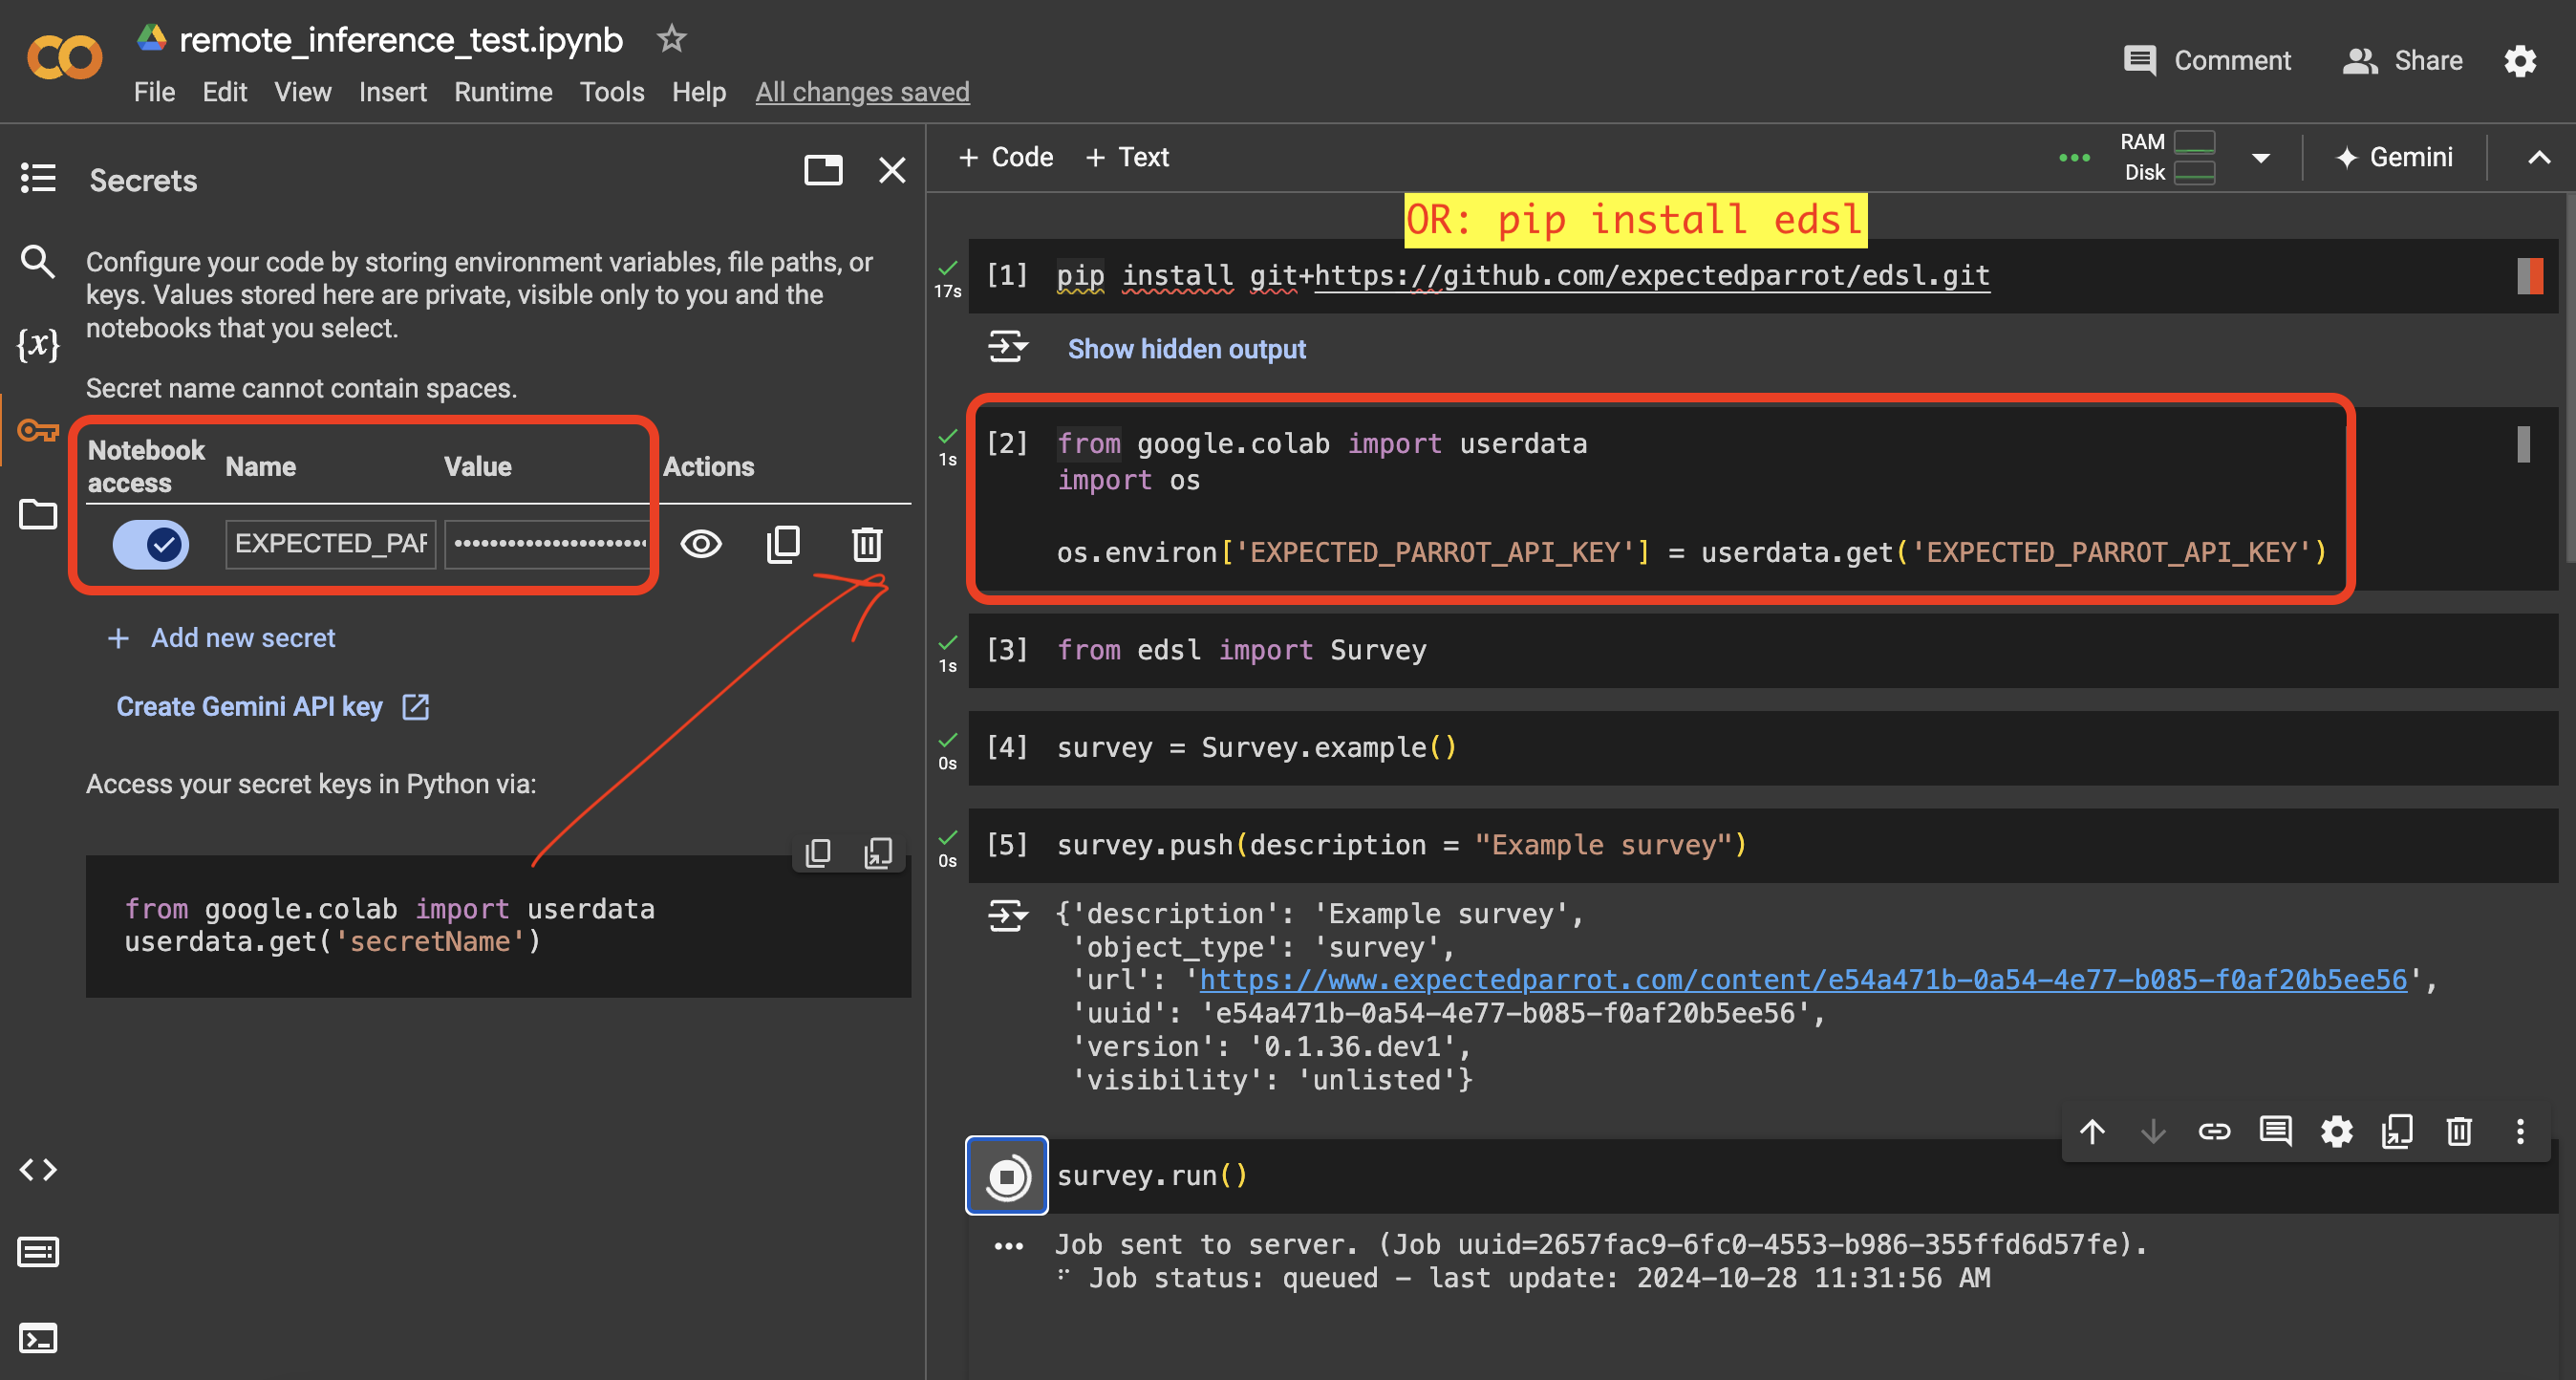 remote_inference_test.ipynb
File Edit View Insert Runtime Tools Help All changes saved
Comment Share
Secrets
Configure your code by storing environment variables, file paths, or
keys. Values stored here are private, visible only to you and the
notebooks that you select.
Secret name cannot contain spaces.
Notebook access Name Value Actions
EXPECTED_PAR ••••••••••••••••••••••
+ Add new secret
Create Gemini API key
Access your secret keys in Python via:
from google.colab import userdata
userdata.get('secretName')
+ Code + Text
RAM
Disk
Gemini
OR: pip install edsl
17s
[1] pip install git+https://github.com/expectedparrot/edsl.git
Show hidden output
1s
[2] from google.colab import userdata
import os
os.environ['EXPECTED_PARROT_API_KEY'] = userdata.get('EXPECTED_PARROT_API_KEY')
1s
[3] from edsl import Survey
0s
[4] survey = Survey.example()
0s
[5] survey.push(description = "Example survey")
{'description': 'Example survey',
'object_type': 'survey',
'url': 'https://www.expectedparrot.com/content/e54a471b-0a54-4e77-b085-f0af20b5ee56',
'uuid': 'e54a471b-0a54-4e77-b085-f0af20b5ee56',
'version': '0.1.36.dev1',
'visibility': 'unlisted'}
survey.run()
Job sent to server. (Job uuid=2657fac9-6fc0-4553-b986-355ffd6d57fe).
Job status: queued - last update: 2024-10-28 11:31:56 AM